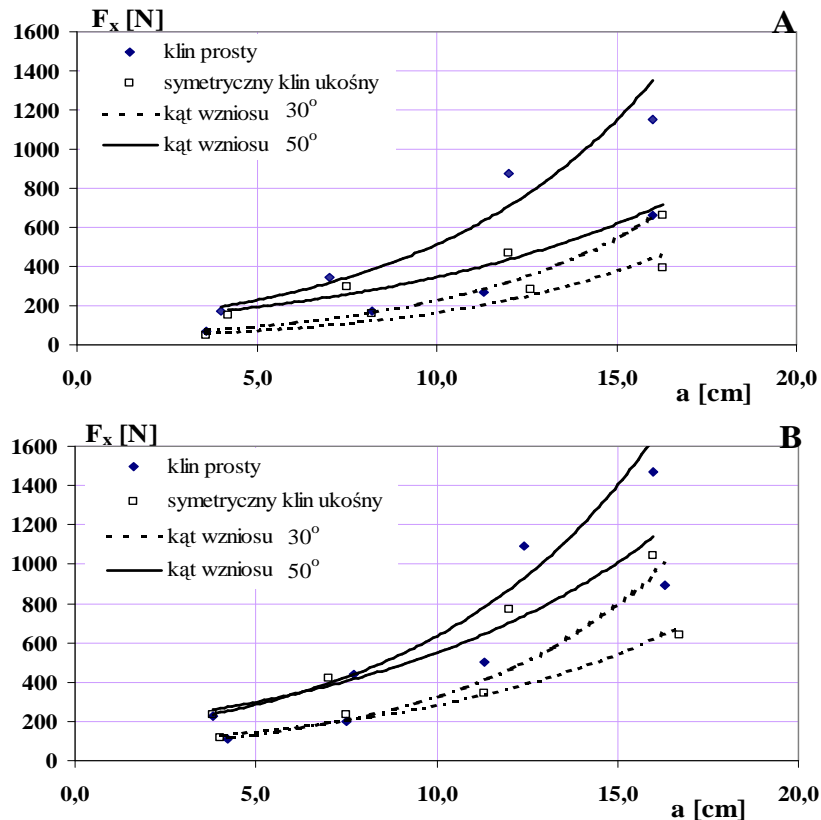 Fx [N]
A
1600
1400
1200
1000
800
600
400
200
0
klin prosty
symetryczny klin ukośny
kąt wzniosu 30°
kąt wzniosu 50°
0,0 5,0 10,0 15,0 20,0
a [cm]
Fx [N]
B
1600
1400
1200
1000
800
600
400
200
0
klin prosty
symetryczny klin ukośny
kąt wzniosu 30°
kąt wzniosu 50°
0,0 5,0 10,0 15,0 20,0
a [cm]